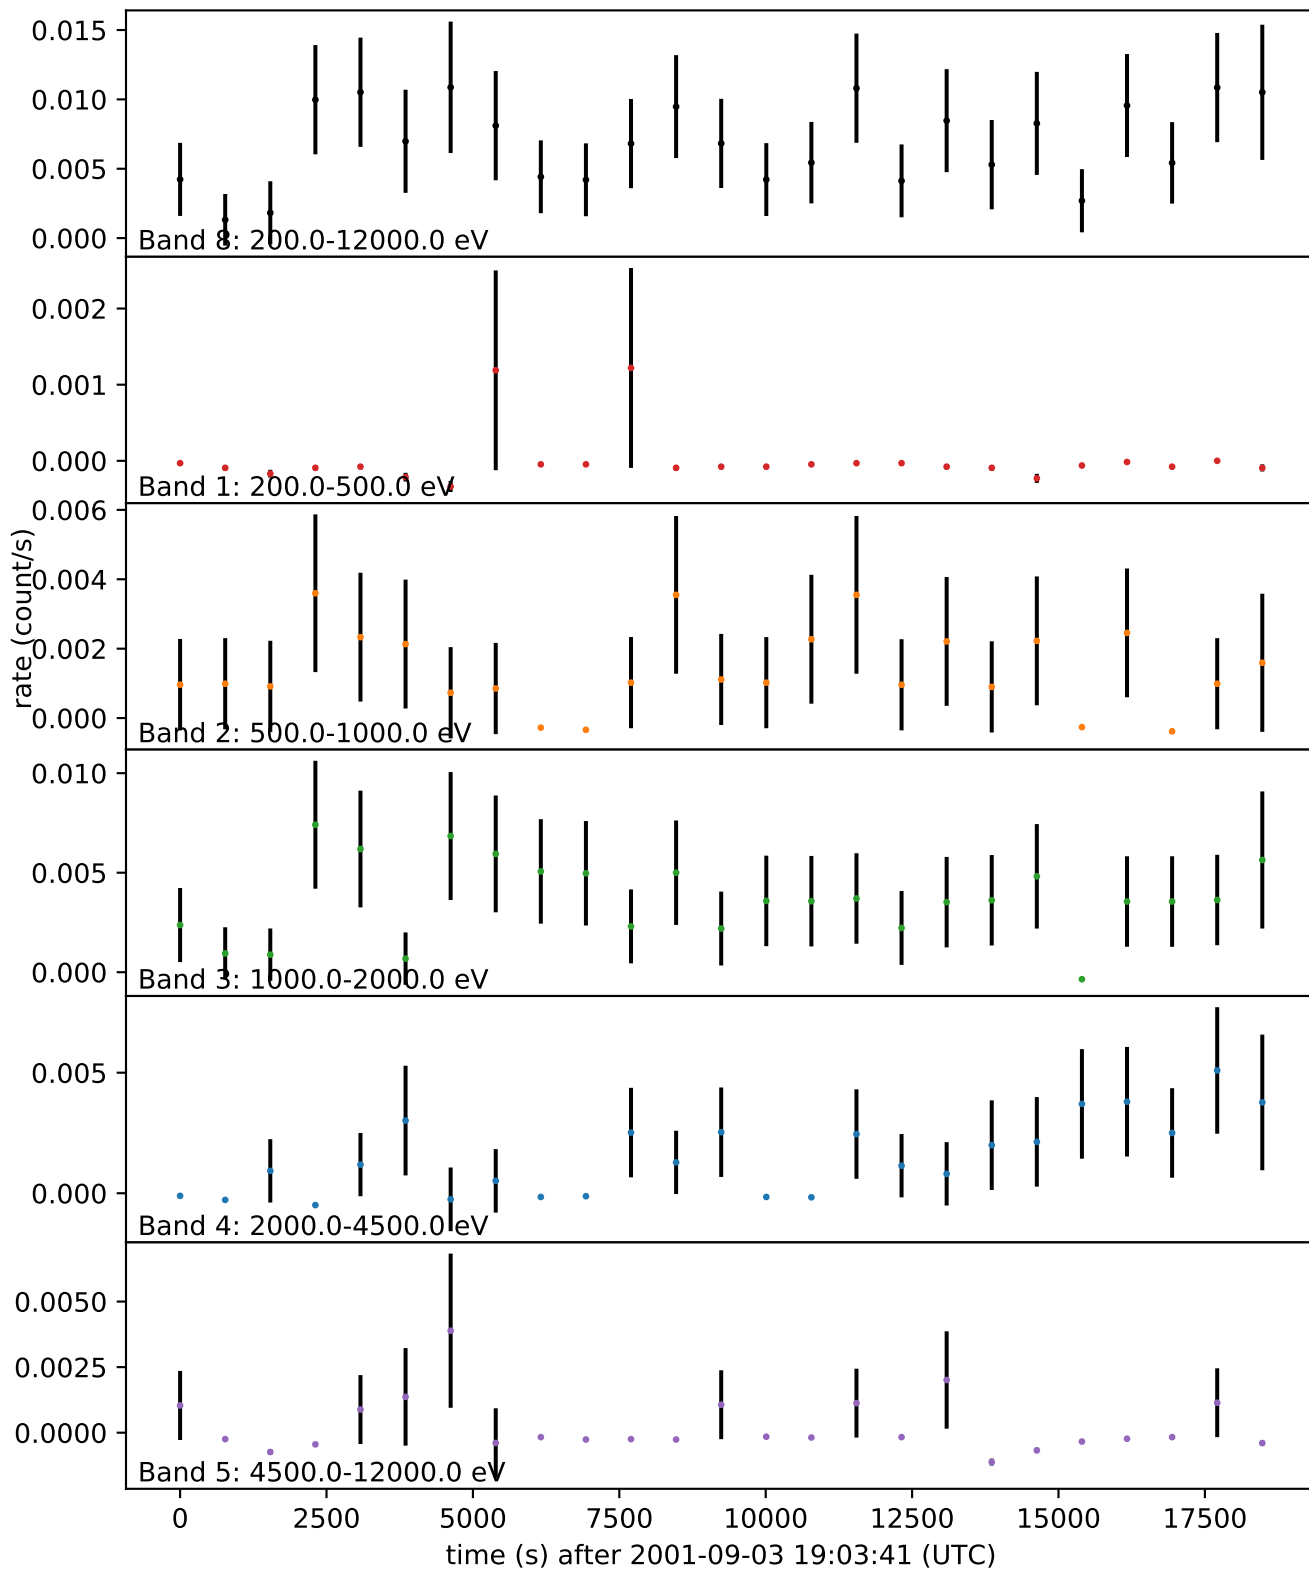 0.015
0.010
0.005
0.000
Band 8: 200.0-12000.0 eV
0.002
0.001
0.000
Band 1: 200.0-500.0 eV
rate (count/s)
0.006
0.004
0.002
0.000
Band 2: 500.0-1000.0 eV
0.010
0.005
0.000
Band 3: 1000.0-2000.0 eV
0.005
0.000
Band 4: 2000.0-4500.0 eV
0.0050
0.0025
0.0000
Band 5: 4500.0-12000.0 eV
0 2500 5000 7500 10000 12500 15000 17500
time (s) after 2001-09-03 19:03:41 (UTC)